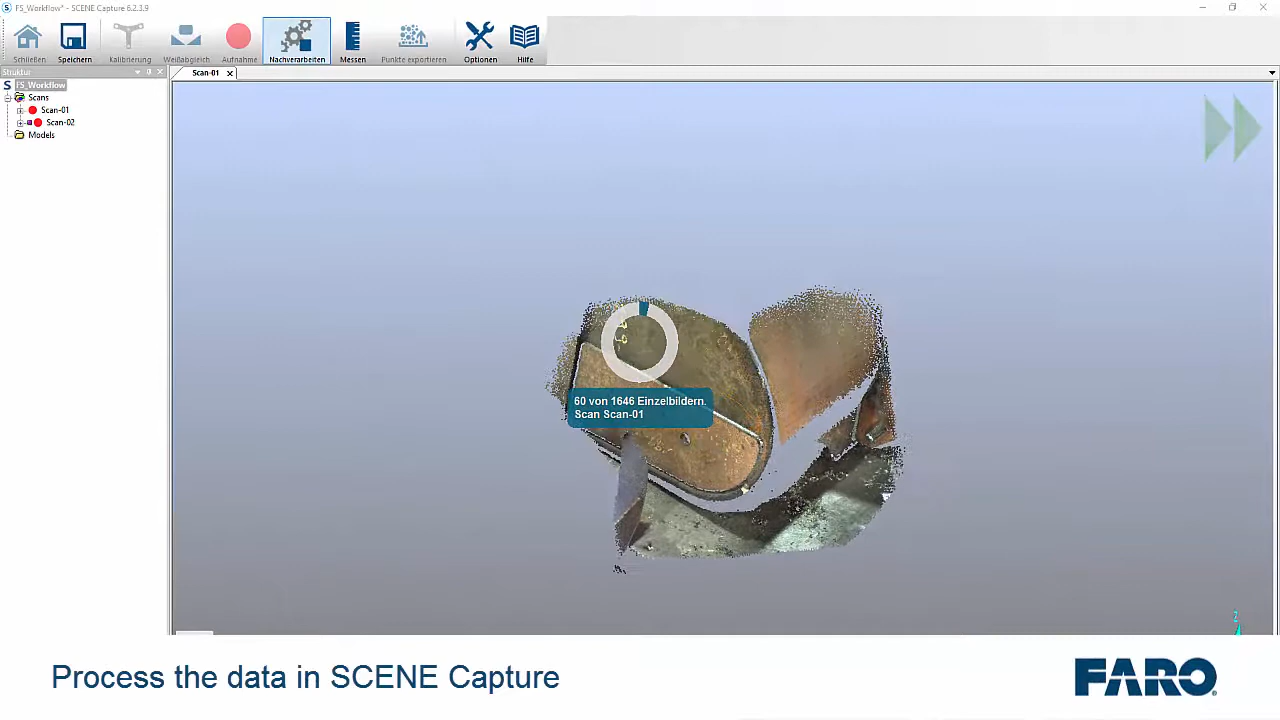 FS_Workflow* - SCENE Capture 6.2.3.9
Schließen
Speichern
Kalibrierung
Weißabgleich
Aufnahme
Nachverarbeiten
Messen
Punkte exportieren
Optionen
Hilfe
Struktur
Scan-01
FS_Workflow
Scans
Scan-01
Scan-02
Models
60 von 1646 Einzelbildern.
Scan Scan-01
z
Process the data in SCENE Capture
FARO